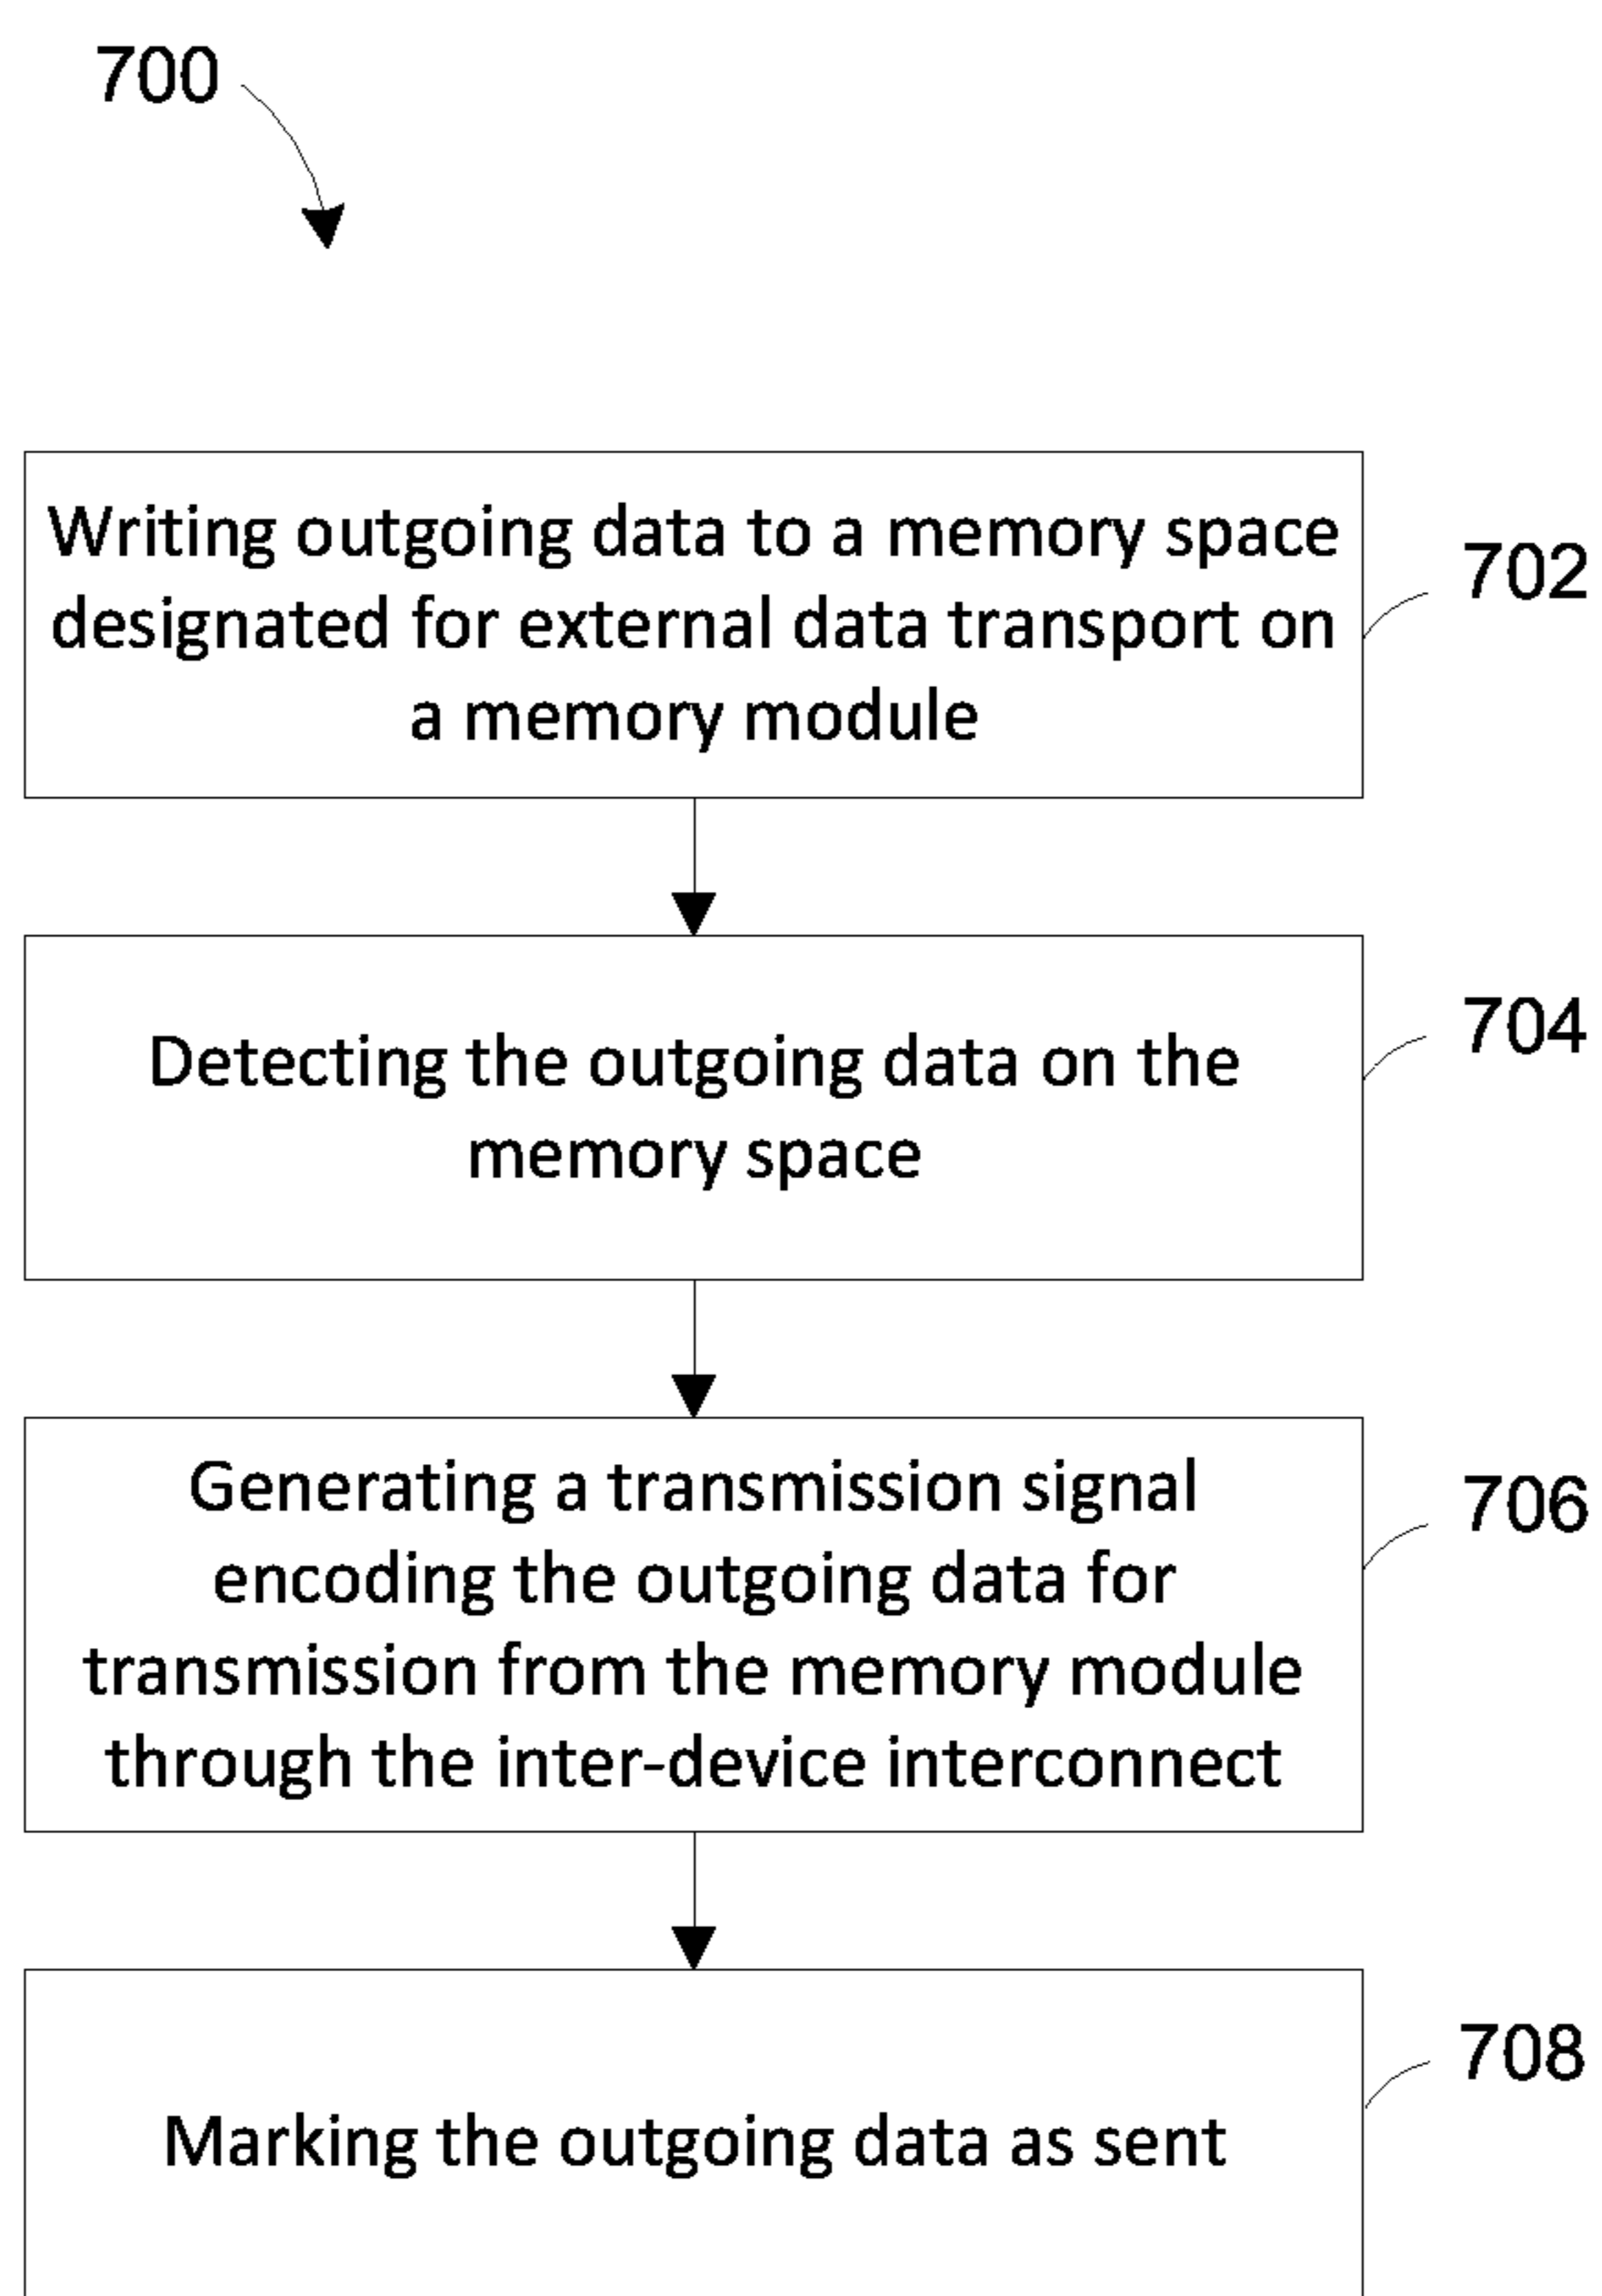 700
Writing outgoing data to a memory space
designated for external data transport on
a memory module
702
Detecting the outgoing data on the
memory space
704
Generating a transmission signal
encoding the outgoing data for
transmission from the memory module
through the inter-device interconnect
706
Marking the outgoing data as sent
708